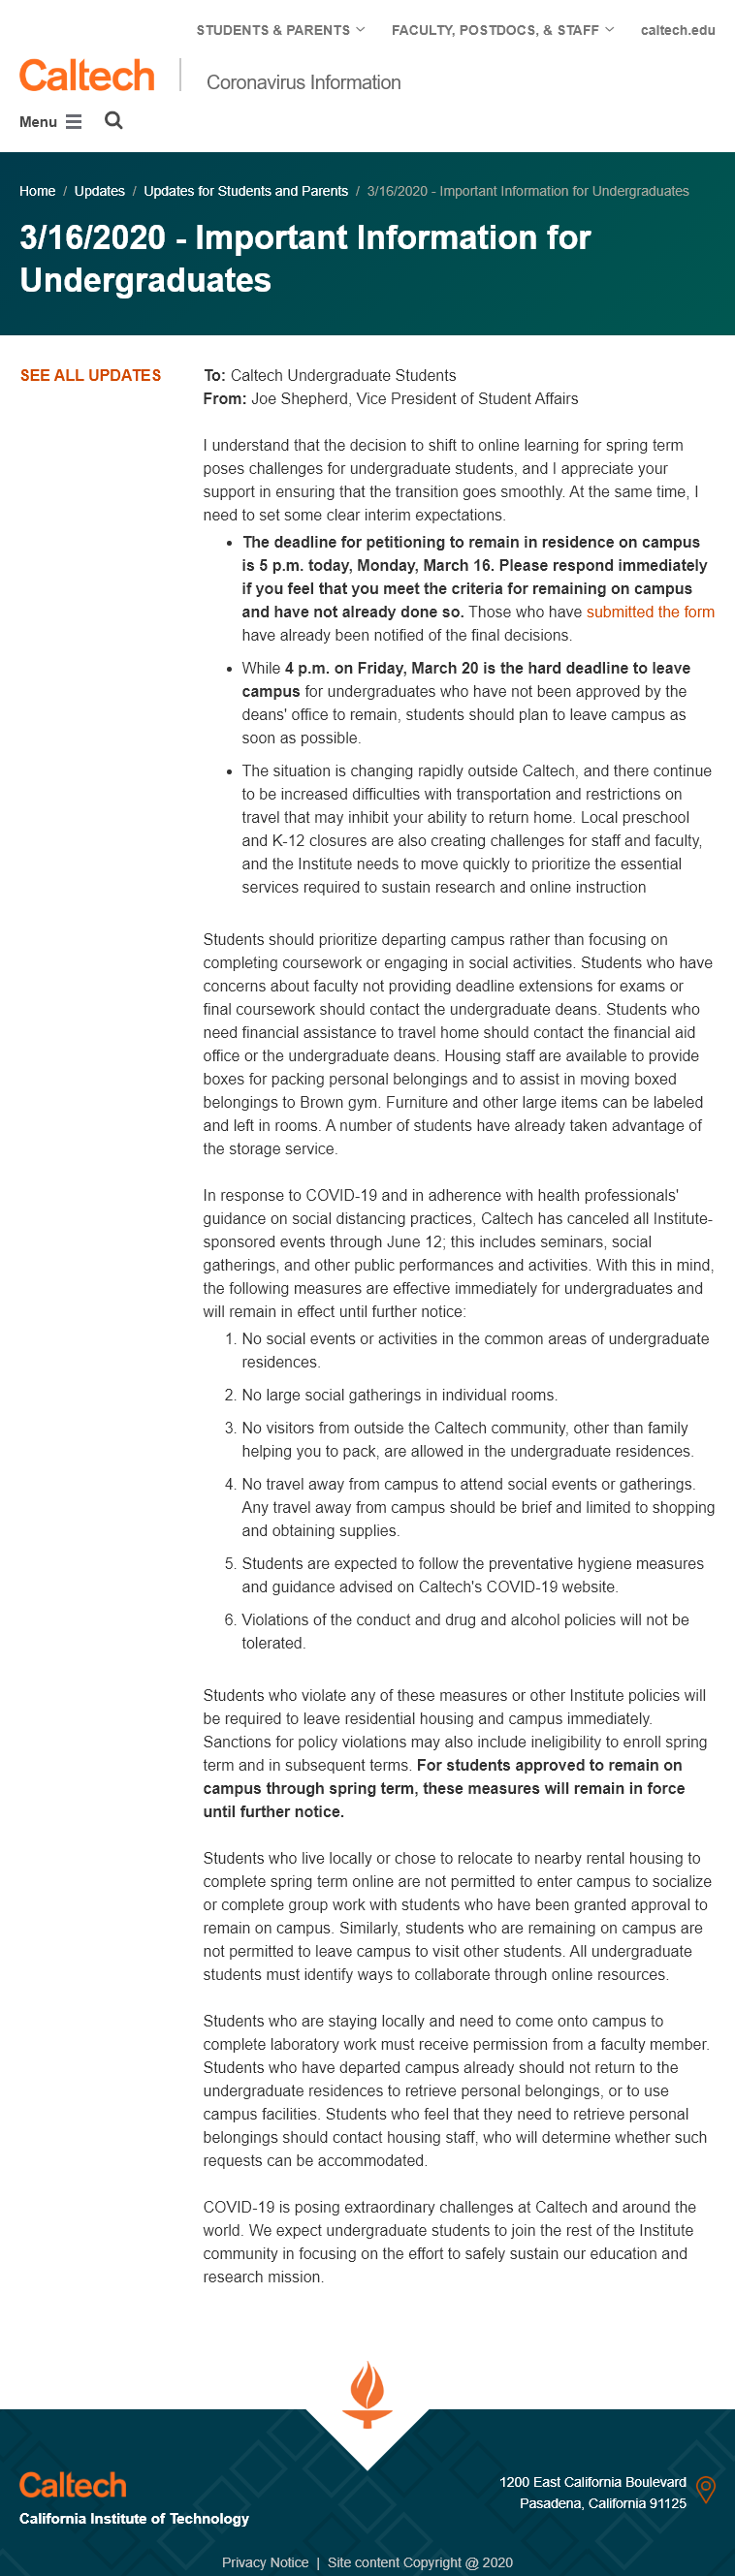 STUDENTS & PARENTS FACULTY, POSTDOCS, & STAFF caltech.edu
Caltech Coronavirus Information
Menu
Home / Updates / Updates for Students and Parents / 3/16/2020 - Important Information for Undergraduates
3/16/2020 - Important Information for
Undergraduates
SEE ALL UPDATES
To: Caltech Undergraduate Students
From: Joe Shepherd, Vice President of Student Affairs
I understand that the decision to shift to online learning for spring term
poses challenges for undergraduate students, and I appreciate your
support in ensuring that the transition goes smoothly. At the same time, I
need to set some clear interim expectations.
• The deadline for petitioning to remain in residence on campus
is 5 p.m. today, Monday, March 16. Please respond immediately
if you feel that you meet the criteria for remaining on campus
and have not already done so. Those who have submitted the form
have already been notified of the final decisions.
• While 4 p.m. on Friday, March 20 is the hard deadline to leave
campus for undergraduates who have not been approved by the
deans' office to remain, students should plan to leave campus as
soon as possible.
• The situation is changing rapidly outside Caltech, and there continue
to be increased difficulties with transportation and restrictions on
travel that may inhibit your ability to return home. Local preschool
and K-12 closures are also creating challenges for staff and faculty,
and the Institute needs to move quickly to prioritize the essential
services required to sustain research and online instruction
Students should prioritize departing campus rather than focusing on
completing coursework or engaging in social activities. Students who have
concerns about faculty not providing deadline extensions for exams or
final coursework should contact the undergraduate deans. Students who
need financial assistance to travel home should contact the financial aid
office or the undergraduate deans. Housing staff are available to provide
boxes for packing personal belongings and to assist in moving boxed
belongings to Brown gym. Furniture and other large items can be labeled
and left in rooms. A number of students have already taken advantage of
the storage service.
In response to COVID-19 and in adherence with health professionals'
guidance on social distancing practices, Caltech has canceled all Institute-
sponsored events through June 12; this includes seminars, social
gatherings, and other public performances and activities. With this in mind,
the following measures are effective immediately for undergraduates and
will remain in effect until further notice:
1. No social events or activities in the common areas of undergraduate
residences.
2. No large social gatherings in individual rooms.
3. No visitors from outside the Caltech community, other than family
helping you to pack, are allowed in the undergraduate residences.
4. No travel away from campus to attend social events or gatherings.
Any travel away from campus should be brief and limited to shopping
and obtaining supplies.
5. Students are expected to follow the preventative hygiene measures
and guidance advised on Caltech's COVID-19 website.
6. Violations of the conduct and drug and alcohol policies will not be
tolerated.
Students who violate any of these measures or other Institute policies will
be required to leave residential housing and campus immediately.
Sanctions for policy violations may also include ineligibility to enroll spring
term and in subsequent terms. For students approved to remain on
campus through spring term, these measures will remain in force
until further notice.
Students who live locally or chose to relocate to nearby rental housing to
complete spring term online are not permitted to enter campus to socialize
or complete group work with students who have been granted approval to
remain on campus. Similarly, students who are remaining on campus are
not permitted to leave campus to visit other students. All undergraduate
students must identify ways to collaborate through online resources.
Students who are staying locally and need to come onto campus to
complete laboratory work must receive permission from a faculty member.
Students who have departed campus already should not return to the
undergraduate residences to retrieve personal belongings, or to use
campus facilities. Students who feel that they need to retrieve personal
belongings should contact housing staff, who will determine whether such
requests can be accommodated.
COVID-19 is posing extraordinary challenges at Caltech and around the
world. We expect undergraduate students to join the rest of the Institute
community in focusing on the effort to safely sustain our education and
research mission.
Caltech
California Institute of Technology
1200 East California Boulevard
Pasadena, California 91125
Privacy Notice | Site content Copyright @ 2020